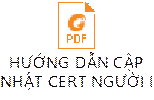 PDF
HƯỚNG DẪN CẬP
NHẬT CERT NGƯỜI